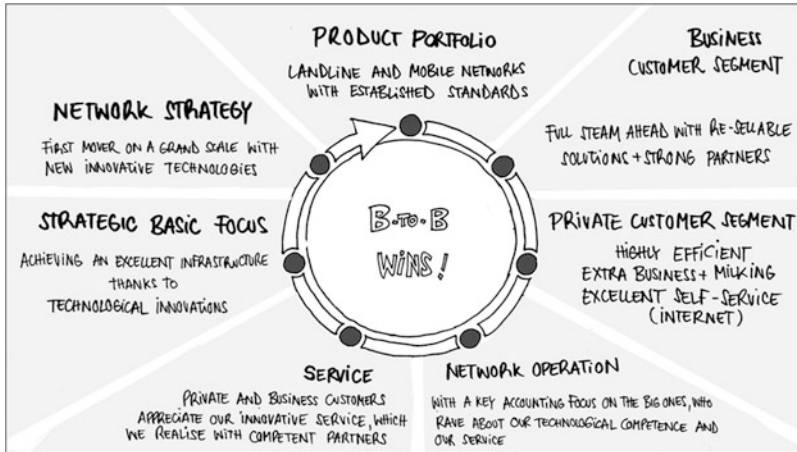 PRODUCT PORTFOLIO
LANDLINE AND MOBILE NETWORKS
WITH ESTABLISHED STANDARDS
BUSINESS
CUSTOMER SEGMENT
FULL STEAM AHEAD WITH RE-SELLABLE
SOLUTIONS + STRONG PARTNERS
PRIVATE CUSTOMER SEGMENT
HIGHLY EFFICIENT
EXTRA BUSINESS + MILKING
EXCELLENT SELF-SERVICE
(INTERNET)
NETWORK OPERATION
WITH A KEY ACCOUNTING FOCUS ON THE BIG ONES, WHO
RAVE ABOUT OUR TECHNOLOGICAL COMPETENCE AND
OUR SERVICE
SERVICE
PRIVATE AND BUSINESS CUSTOMERS
APPRECIATE OUR INNOVATIVE SERVICE, WHICH
WE REALISE WITH COMPETENT PARTNERS
STRATEGIC BASIC FOCUS
ACHIEVING AN EXCELLENT INFRASTRUCTURE
THANKS TO
TECHNOLOGICAL INNOVATIONS
NETWORK STRATEGY
FIRST MOVER ON A GRAND SCALE WITH
NEW INNOVATIVE TECHNOLOGIES
B-TO-B
WINS!